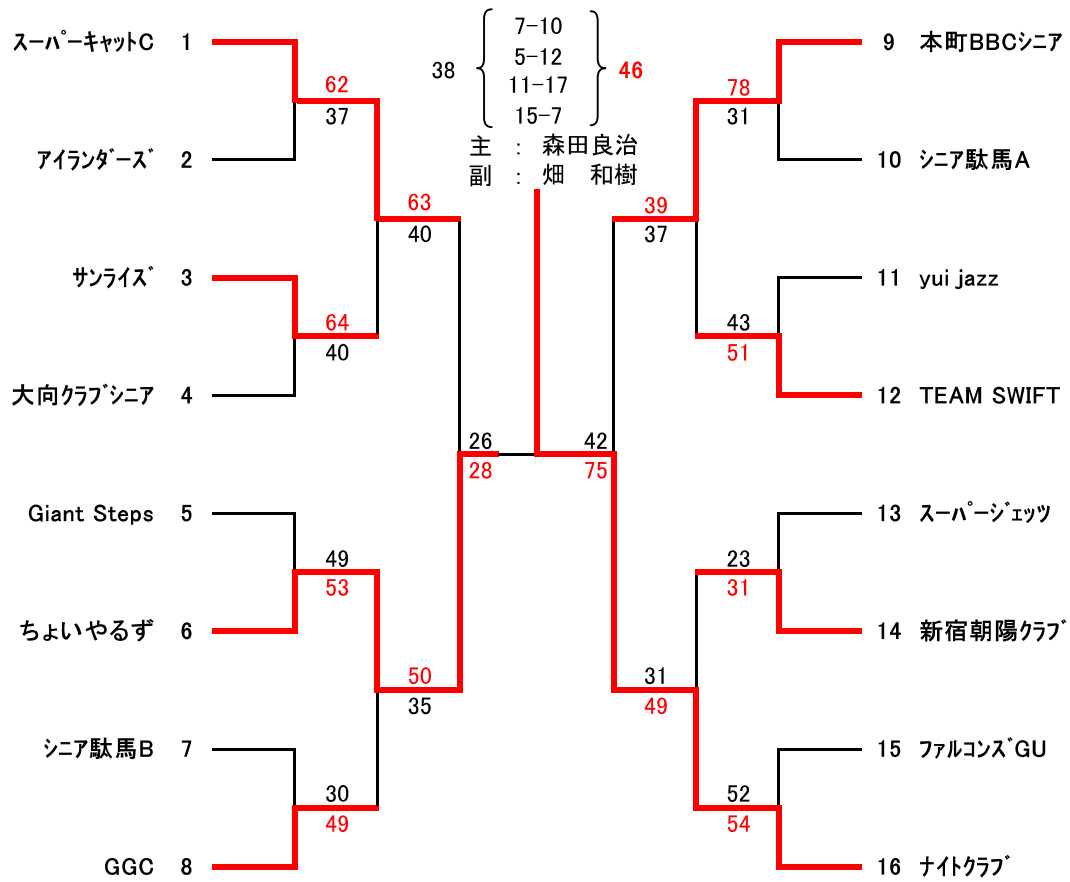 スーパーキャットC 1
62
37
アイランダーズ 2
63
40
サンライズ 3
64
40
大向クラブシニア 4
26
28
Giant Steps 5
49
53
ちょいやるず 6
50
35
シニア駄馬B 7
30
49
GGC 8
7-10
5-12
38 46
11-17
15-7
主 : 森田良治
副 : 畑 和樹
9 本町BBCシニア
78
31
10 シニア駄馬A
39
37
11 yui jazz
43
51
12 TEAM SWIFT
42
75
13 スーパージェッツ
23
31
14 新宿朝陽クラブ
31
49
15 ファルコンズGU
52
54
16 ナイトクラブ